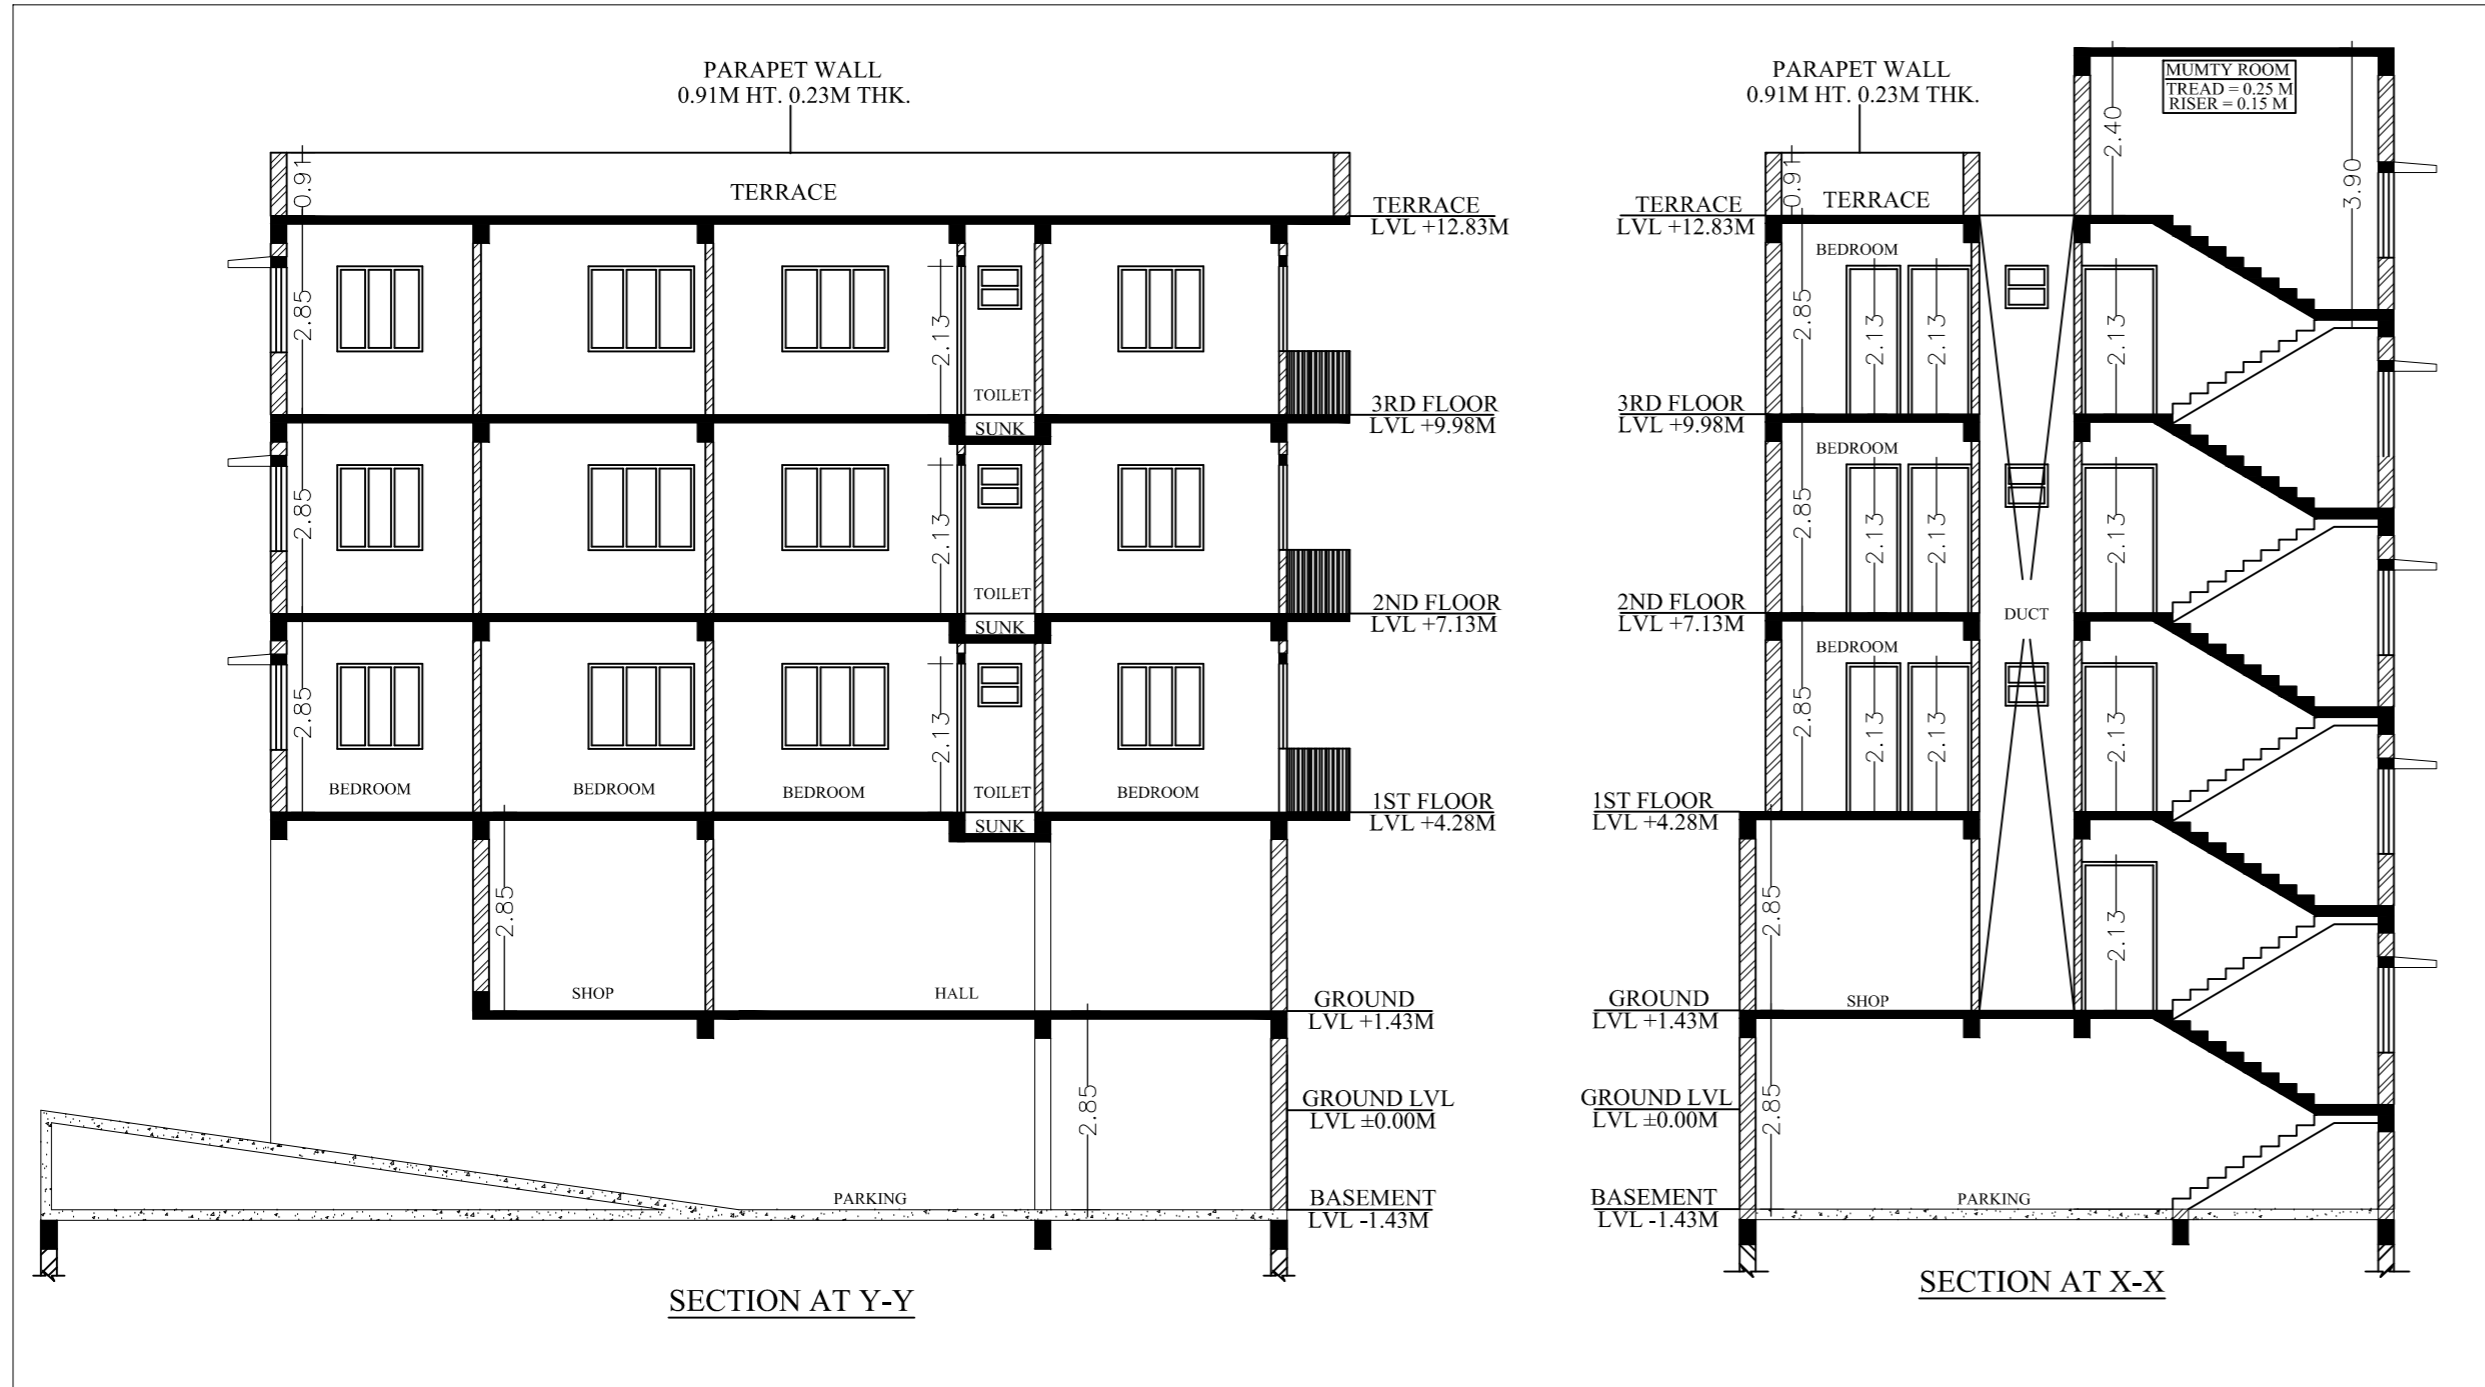 PARAPET WALL
0.91M HT. 0.23M THK.
0.91
TERRACE
TERRACE
LVL +12.83M
2.85
2.13
TOILET
SUNK
3RD FLOOR
LVL +9.98M
2.85
2.13
TOILET
SUNK
2ND FLOOR
LVL +7.13M
2.85
2.13
BEDROOM
BEDROOM
BEDROOM
TOILET
BEDROOM
SUNK
1ST FLOOR
LVL +4.28M
2.85
SHOP
HALL
GROUND
LVL +1.43M
2.85
GROUND LVL
LVL ±0.00M
PARKING
BASEMENT
LVL -1.43M
SECTION AT Y-Y
PARAPET WALL
0.91M HT. 0.23M THK.
MUMTY ROOM
TREAD = 0.25 M
RISER = 0.15 M
2.40
3.90
0.91
TERRACE
TERRACE
LVL +12.83M
BEDROOM
2.85
2.13
2.13
2.13
3RD FLOOR
LVL +9.98M
BEDROOM
2.85
2.13
2.13
2.13
2ND FLOOR
LVL +7.13M
DUCT
BEDROOM
2.85
2.13
2.13
2.13
1ST FLOOR
LVL +4.28M
2.85
2.13
SHOP
GROUND
LVL +1.43M
2.85
GROUND LVL
LVL ±0.00M
PARKING
BASEMENT
LVL -1.43M
SECTION AT X-X